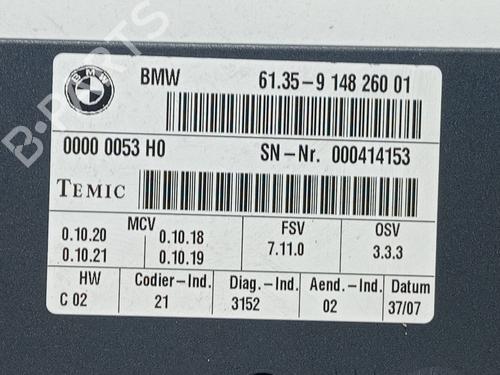 BMW
BMW 61.35-9 148 260 01
0000 0053 H0 SN-Nr. 000414153
TEMIC
MCV FSV OSV
0.10.20 0.10.18 7.11.0 3.3.3
0.10.21 0.10.19
HW Codier-Ind. Diag.-Ind. Aend.-Ind. Datum
C 02 21 3152 02 37/07
B-PARTS